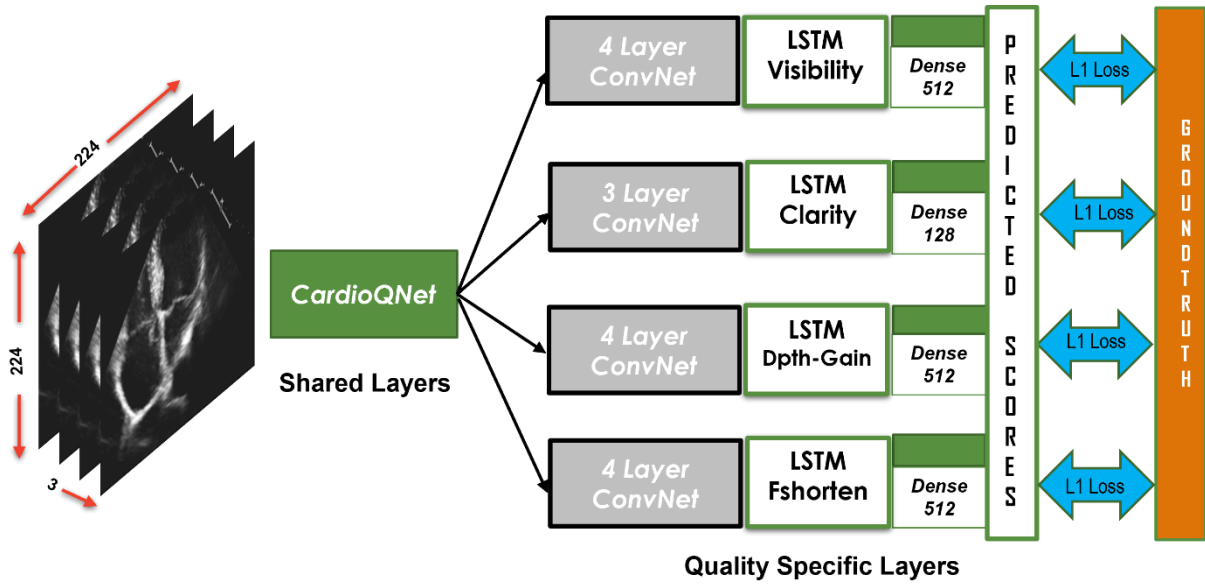 224
224
3
CardioQNet
Shared Layers
4 Layer
ConvNet
LSTM
Visibility
Dense
512
3 Layer
ConvNet
LSTM
Clarity
Dense
128
4 Layer
ConvNet
LSTM
Dpth-Gain
Dense
512
4 Layer
ConvNet
LSTM
Fshorten
Dense
512
Quality Specific Layers
PREDICTED SCORES
L1 Loss
L1 Loss
L1 Loss
L1 Loss
GROUNDTRUTH